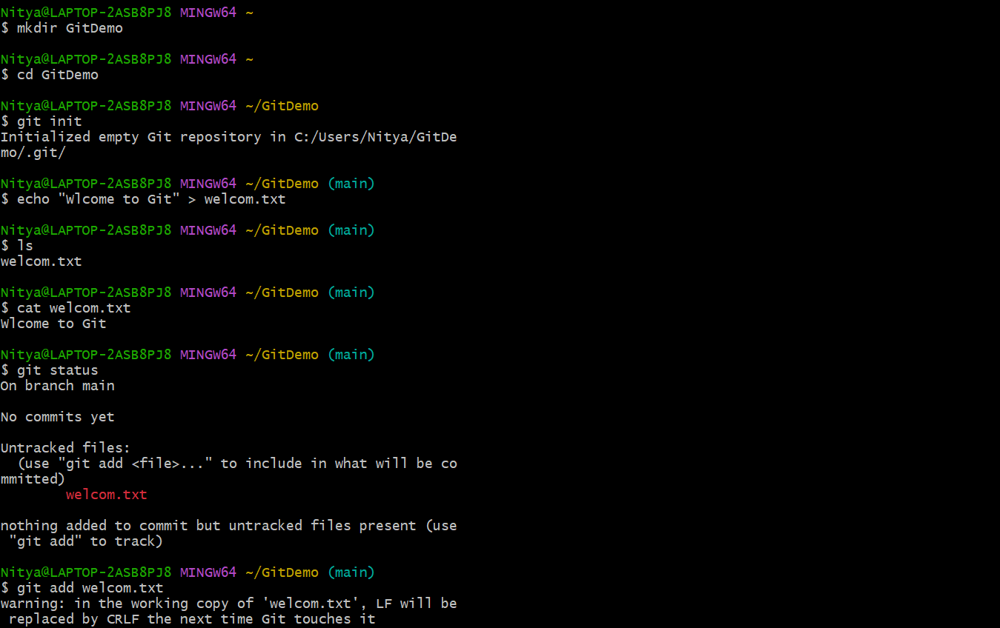 Nitya@LAPTOP-2ASB8PJ8 MINGW64 ~
$ mkdir GitDemo
Nitya@LAPTOP-2ASB8PJ8 MINGW64 ~
$ cd GitDemo
Nitya@LAPTOP-2ASB8PJ8 MINGW64 ~/GitDemo
$ git init
Initialized empty Git repository in C:/Users/Nitya/GitDe
mo/.git/
Nitya@LAPTOP-2ASB8PJ8 MINGW64 ~/GitDemo (main)
$ echo "Wlcome to Git" > welcom.txt
Nitya@LAPTOP-2ASB8PJ8 MINGW64 ~/GitDemo (main)
$ ls
welcom.txt
Nitya@LAPTOP-2ASB8PJ8 MINGW64 ~/GitDemo (main)
$ cat welcom.txt
Wlcome to Git
Nitya@LAPTOP-2ASB8PJ8 MINGW64 ~/GitDemo (main)
$ git status
On branch main
No commits yet
Untracked files:
  (use "git add <file>..." to include in what will be co
mmitted)
        welcom.txt
nothing added to commit but untracked files present (use
 "git add" to track)
Nitya@LAPTOP-2ASB8PJ8 MINGW64 ~/GitDemo (main)
$ git add welcom.txt
warning: in the working copy of 'welcom.txt', LF will be
 replaced by CRLF the next time Git touches it